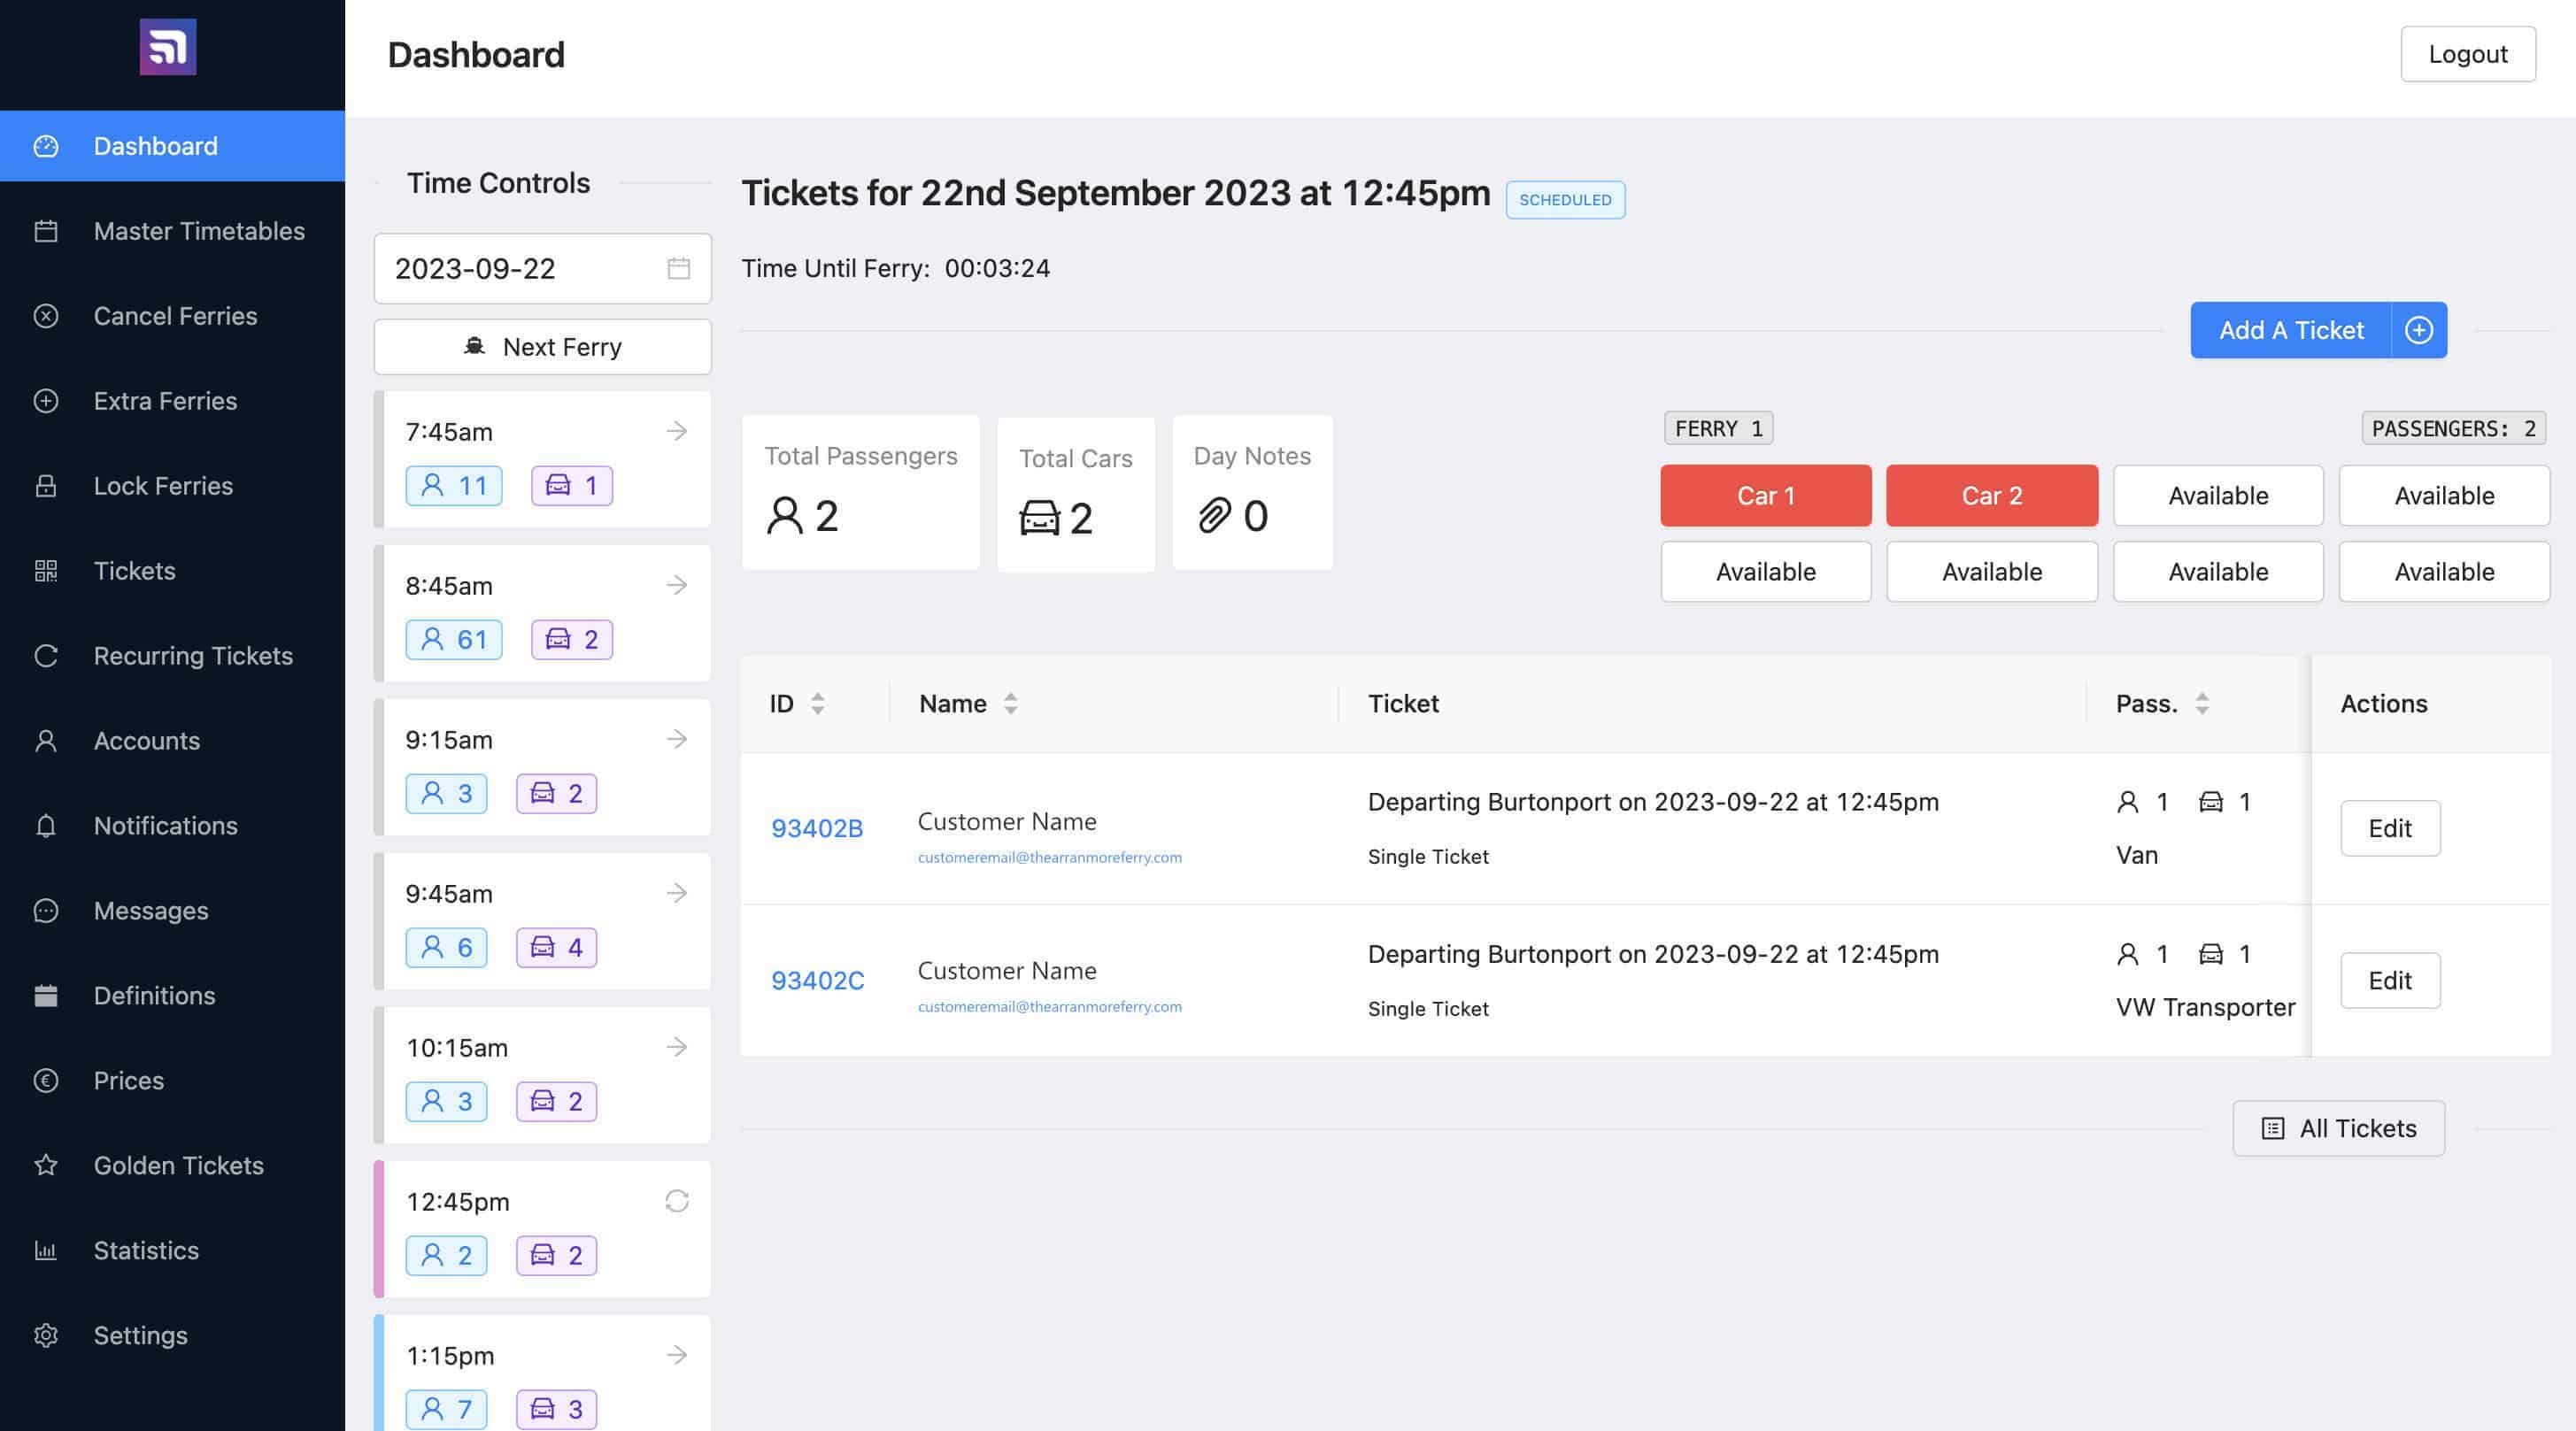 Dashboard
Logout
Dashboard
Master Timetables
Cancel Ferries
Extra Ferries
Lock Ferries
Tickets
Recurring Tickets
Accounts
Notifications
Messages
Definitions
Prices
Golden Tickets
Statistics
Settings
Time Controls
2023-09-22
Next Ferry
7:45am
11 1
8:45am
61 2
9:15am
3 2
9:45am
6 4
10:15am
3 2
12:45pm
2 2
1:15pm
7 3
Tickets for 22nd September 2023 at 12:45pm SCHEDULED
Time Until Ferry: 00:03:24
Add A Ticket
Total Passengers
2
Total Cars
2
Day Notes
0
FERRY 1 PASSENGERS: 2
Car 1 Car 2 Available Available
Available Available Available Available
ID Name Ticket Pass. Actions
93402B
Customer Name
customeremail@thearranmoreferry.com
Departing Burtonport on 2023-09-22 at 12:45pm
Single Ticket
1 1
Van
Edit
93402C
Customer Name
customeremail@thearranmoreferry.com
Departing Burtonport on 2023-09-22 at 12:45pm
Single Ticket
1 1
VW Transporter
Edit
All Tickets